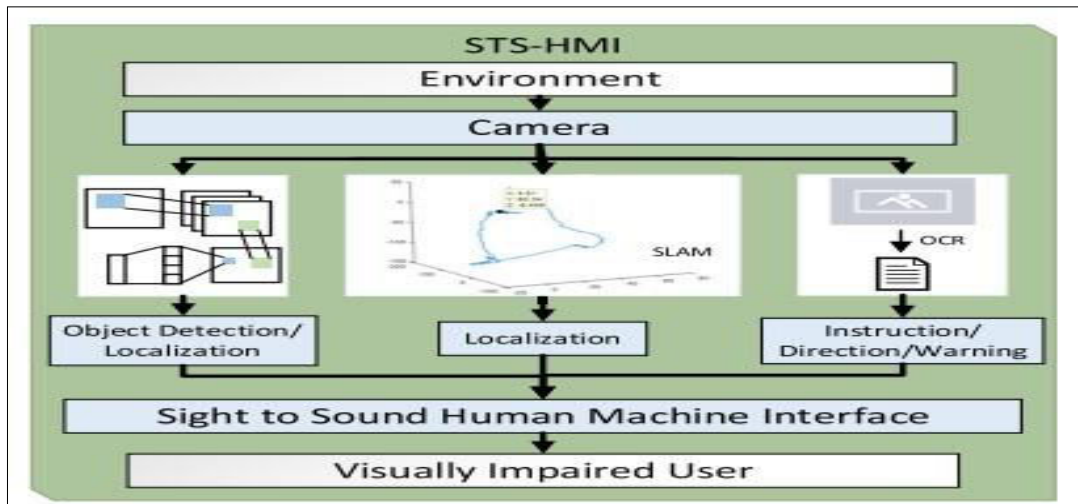 STS-HMI
Environment
Camera
SLAM
OCR
Object Detection/
Localization
Localization
Instruction/
Direction/Warning
Sight to Sound Human Machine Interface
Visually Impaired User